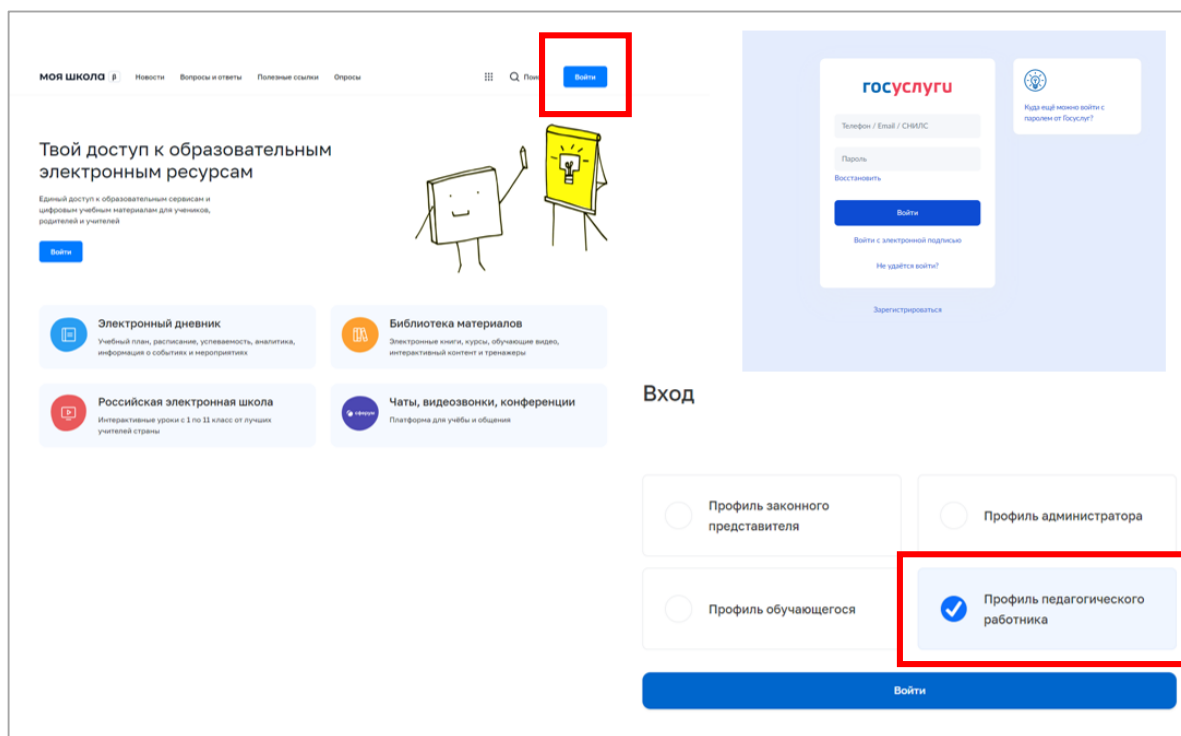 моя школа β Новости Вопросы и ответы Полезные ссылки Опросы
Войти
Твой доступ к образовательным
электронным ресурсам
Единый доступ к образовательным сервисам и
цифровым учебным материалам для учеников,
родителей и учителей
Войти
Электронный дневник
Учебный план, расписание, успеваемость, аналитика,
информация о событиях и мероприятиях
Библиотека материалов
Электронные книги, курсы, обучающие видео,
интерактивный контент и тренажеры
Российская электронная школа
Интерактивные уроки с 1 по 11 класс от лучших
учителей страны
сферум
Чаты, видеозвонки, конференции
Платформа для учёбы и общения
госуслуги
Телефон / Email / СНИЛС
Пароль
Восстановить
Войти
Войти с электронной подписью
Не удаётся войти?
Зарегистрироваться
Куда ещё можно войти с
паролем от Госуслуг?
Вход
Профиль законного
представителя
Профиль администратора
Профиль обучающегося
Профиль педагогического
работника
Войти